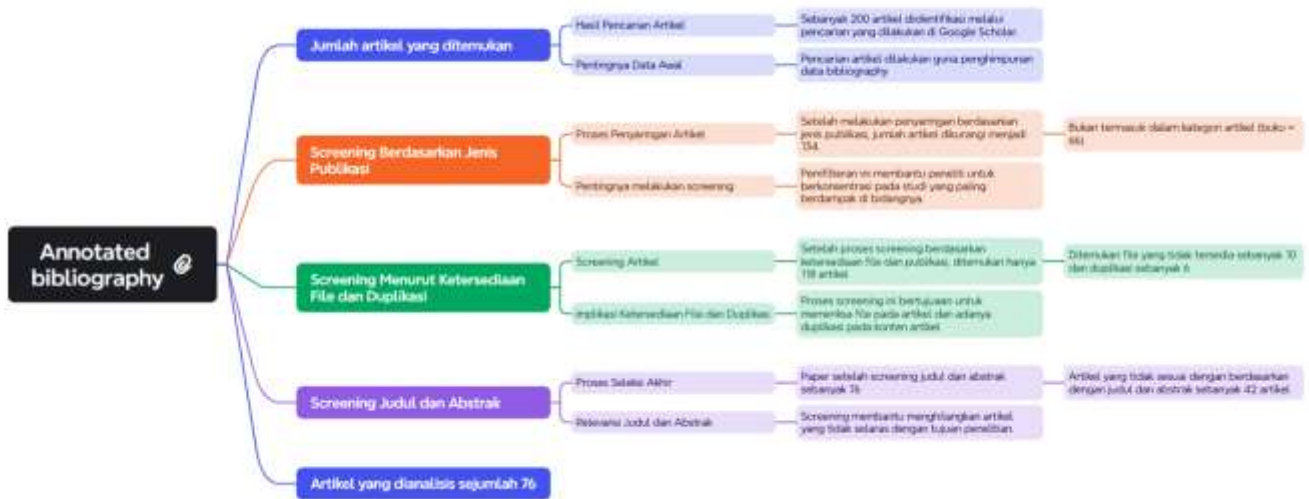 Annotated
bibliography
Jumlah artikel yang ditemukan
Hasil Pencarian Artikel
Sebanyak 200 artikel diidentifikasi melalui
pencarian yang dilakukan di Google Scholar.
Pentingnya Data Awal
Pencarian artikel dilakukan guna penghimpunan
data bibliography
Screening Berdasarkan Jenis
Publikasi
Proses Penyaringan Artikel
Setelah melakukan penyaringan berdasarkan
jenis publikasi, jumlah artikel dikurangi menjadi
134.
Bukan termasuk dalam kategori artikel (buku =
66)
Pentingnya melakukan screening
Pemfilteran ini membantu peneliti untuk
berkonsentrasi pada studi yang paling
berdampak di bidangnya.
Screening Menurut Ketersediaan
File dan Duplikasi
Screening Artikel
Setelah proses screening berdasarkan
ketersediaan file dan publikasi, ditemukan hanya
118 artikel
Ditemukan file yang tidak tersedia sebanyak 10
dan duplikasi sebanyak 6
Implikasi Ketersediaan File dan Duplikas
Proses screening ini bertujuaan untuk
memeriksa file pada artikel dan adanya
duplikasi pada konten artikel
Screening Judul dan Abstrak
Proses Seleksi Akhir
Paper setelah screening judul dan abstrak
sebanyak 76
Artikel yang tidak sesuai dengan berdasarkan
dengan judul dan abstrak sebanyak 42 artikel
Relevansi Judul dan Abstrak
Screening membantu menghilangkan artikel
yang tidak selaras dengan tujuan penelitian.
Artikel yang dianalisis sejumlah 76